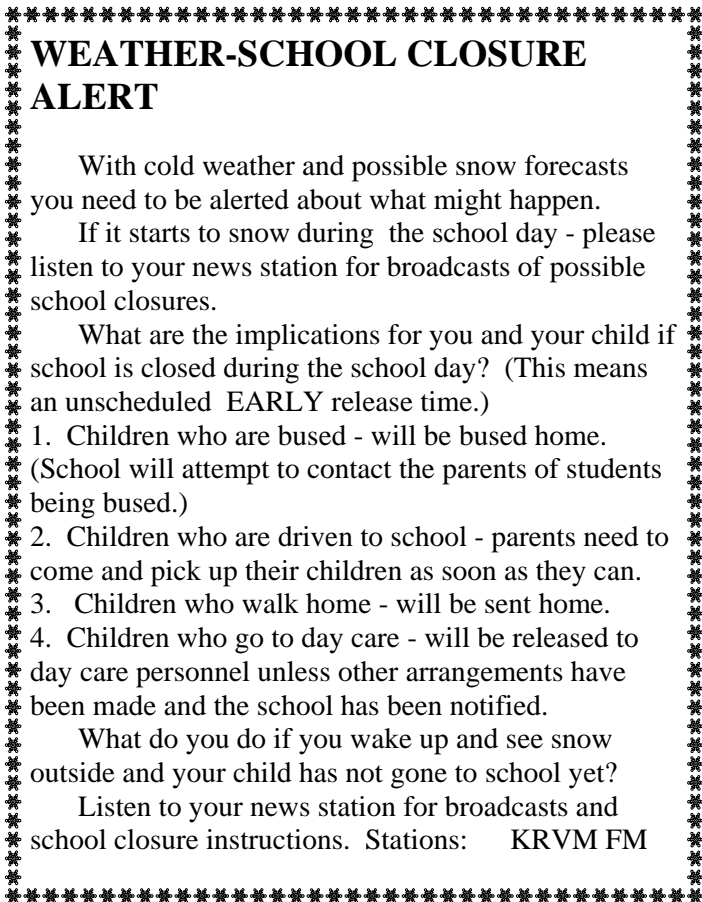 WEATHER-SCHOOL CLOSURE
ALERT
With cold weather and possible snow forecasts
you need to be alerted about what might happen.
If it starts to snow during  the school day - please
listen to your news station for broadcasts of possible
school closures.
What are the implications for you and your child if
school is closed during the school day?  (This means
an unscheduled  EARLY release time.)
1.  Children who are bused - will be bused home.
(School will attempt to contact the parents of students
being bused.)
2.  Children who are driven to school - parents need to
come and pick up their children as soon as they can.
3.   Children who walk home - will be sent home.
4.  Children who go to day care - will be released to
day care personnel unless other arrangements have
been made and the school has been notified.
What do you do if you wake up and see snow
outside and your child has not gone to school yet?
Listen to your news station for broadcasts and
school closure instructions.  Stations:      KRVM FM